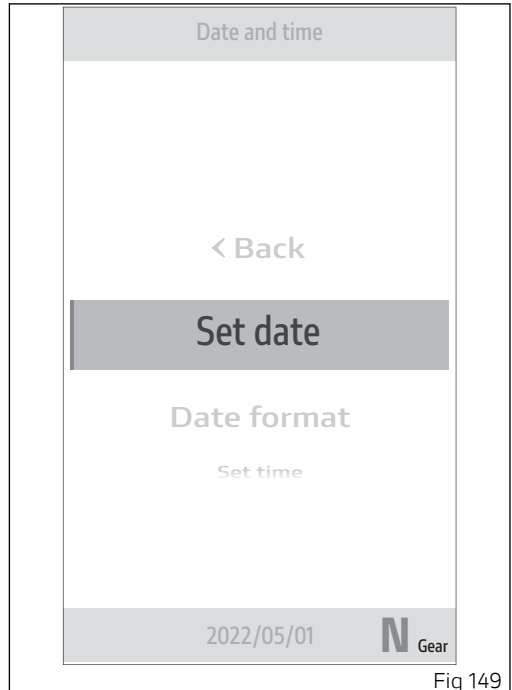 Date and time
< Back
Set date
Date format
Set time
2022/05/01 N Gear
Fig 149